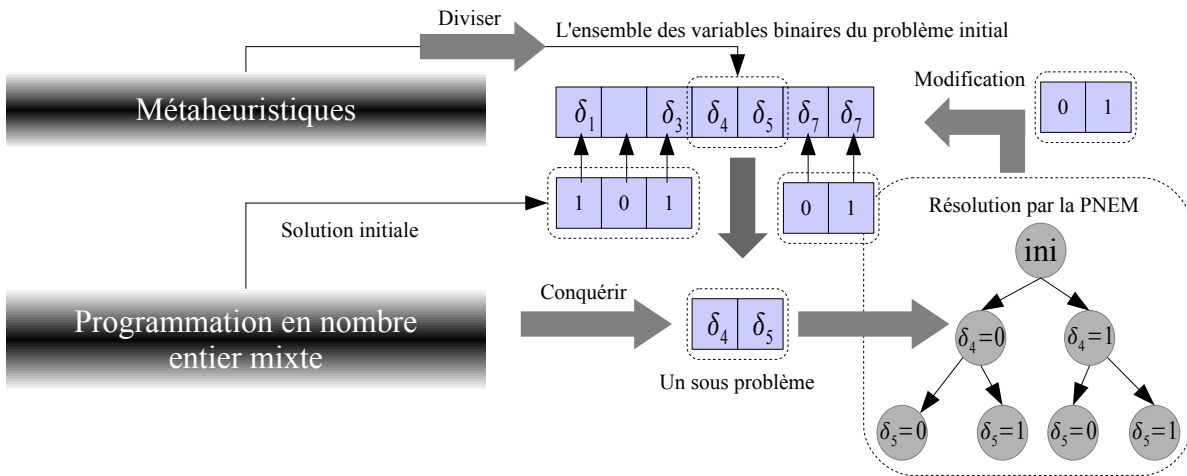 Diviser
L'ensemble des variables binaires du problème initial
Métaheuristiques
Modification
0 1
δ₁ δ₃ δ₄ δ₅ δ₇ δ₇
1 0 1
0 1
Solution initiale
Résolution par la PNEM
ini
Programmation en nombre
entier mixte
Conquérir
δ₄ δ₅
Un sous problème
δ₄=0 δ₄=1
δ₅=0 δ₅=1 δ₅=0 δ₅=1